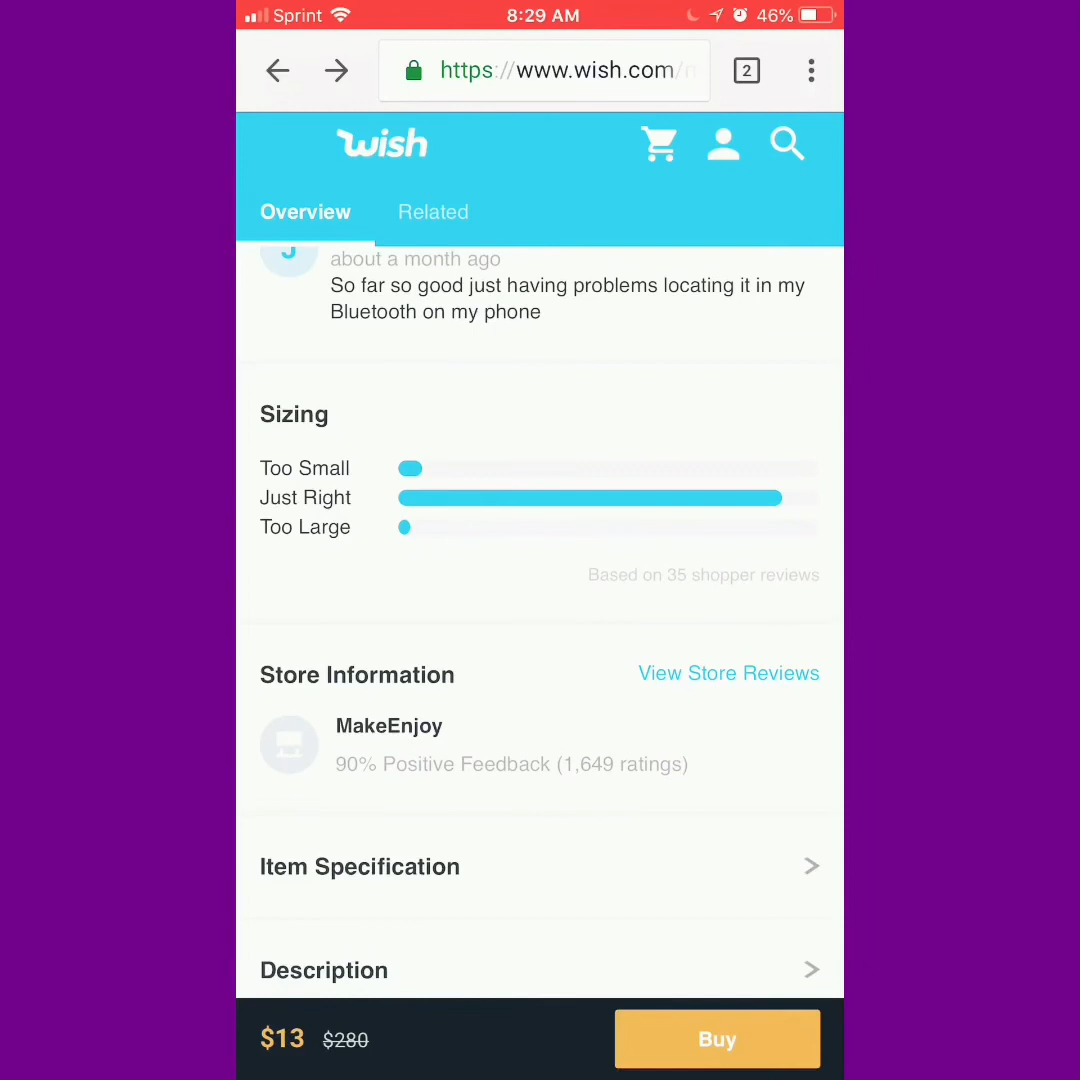 Sprint 8:29 AM 46%
https://www.wish.com/m
2
wish
Overview Related
J
about a month ago
So far so good just having problems locating it in my
Bluetooth on my phone
Sizing
Too Small
Just Right
Too Large
Based on 35 shopper reviews
Store Information View Store Reviews
MakeEnjoy
90% Positive Feedback (1,649 ratings)
Item Specification
Description
$13 $280 Buy